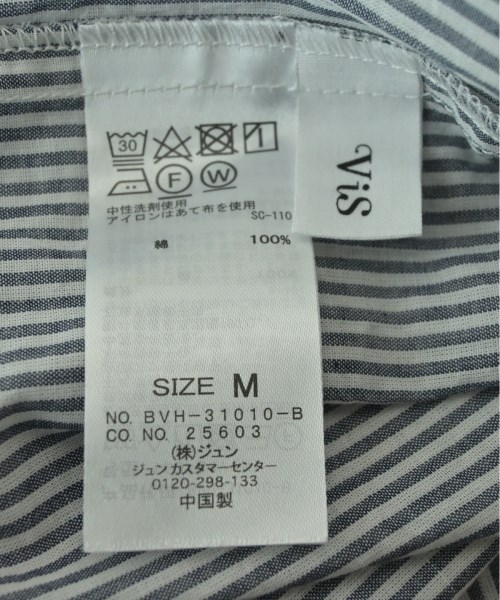 30
F W
中性洗剤使用
アイロンはあて布を使用 SC-110
綿 100%
SIZE M
NO. BVH-31010-B
CO. NO. 25603
(株)ジュン
ジュン カスタマーセンター
0120-298-133
中国製
ViS